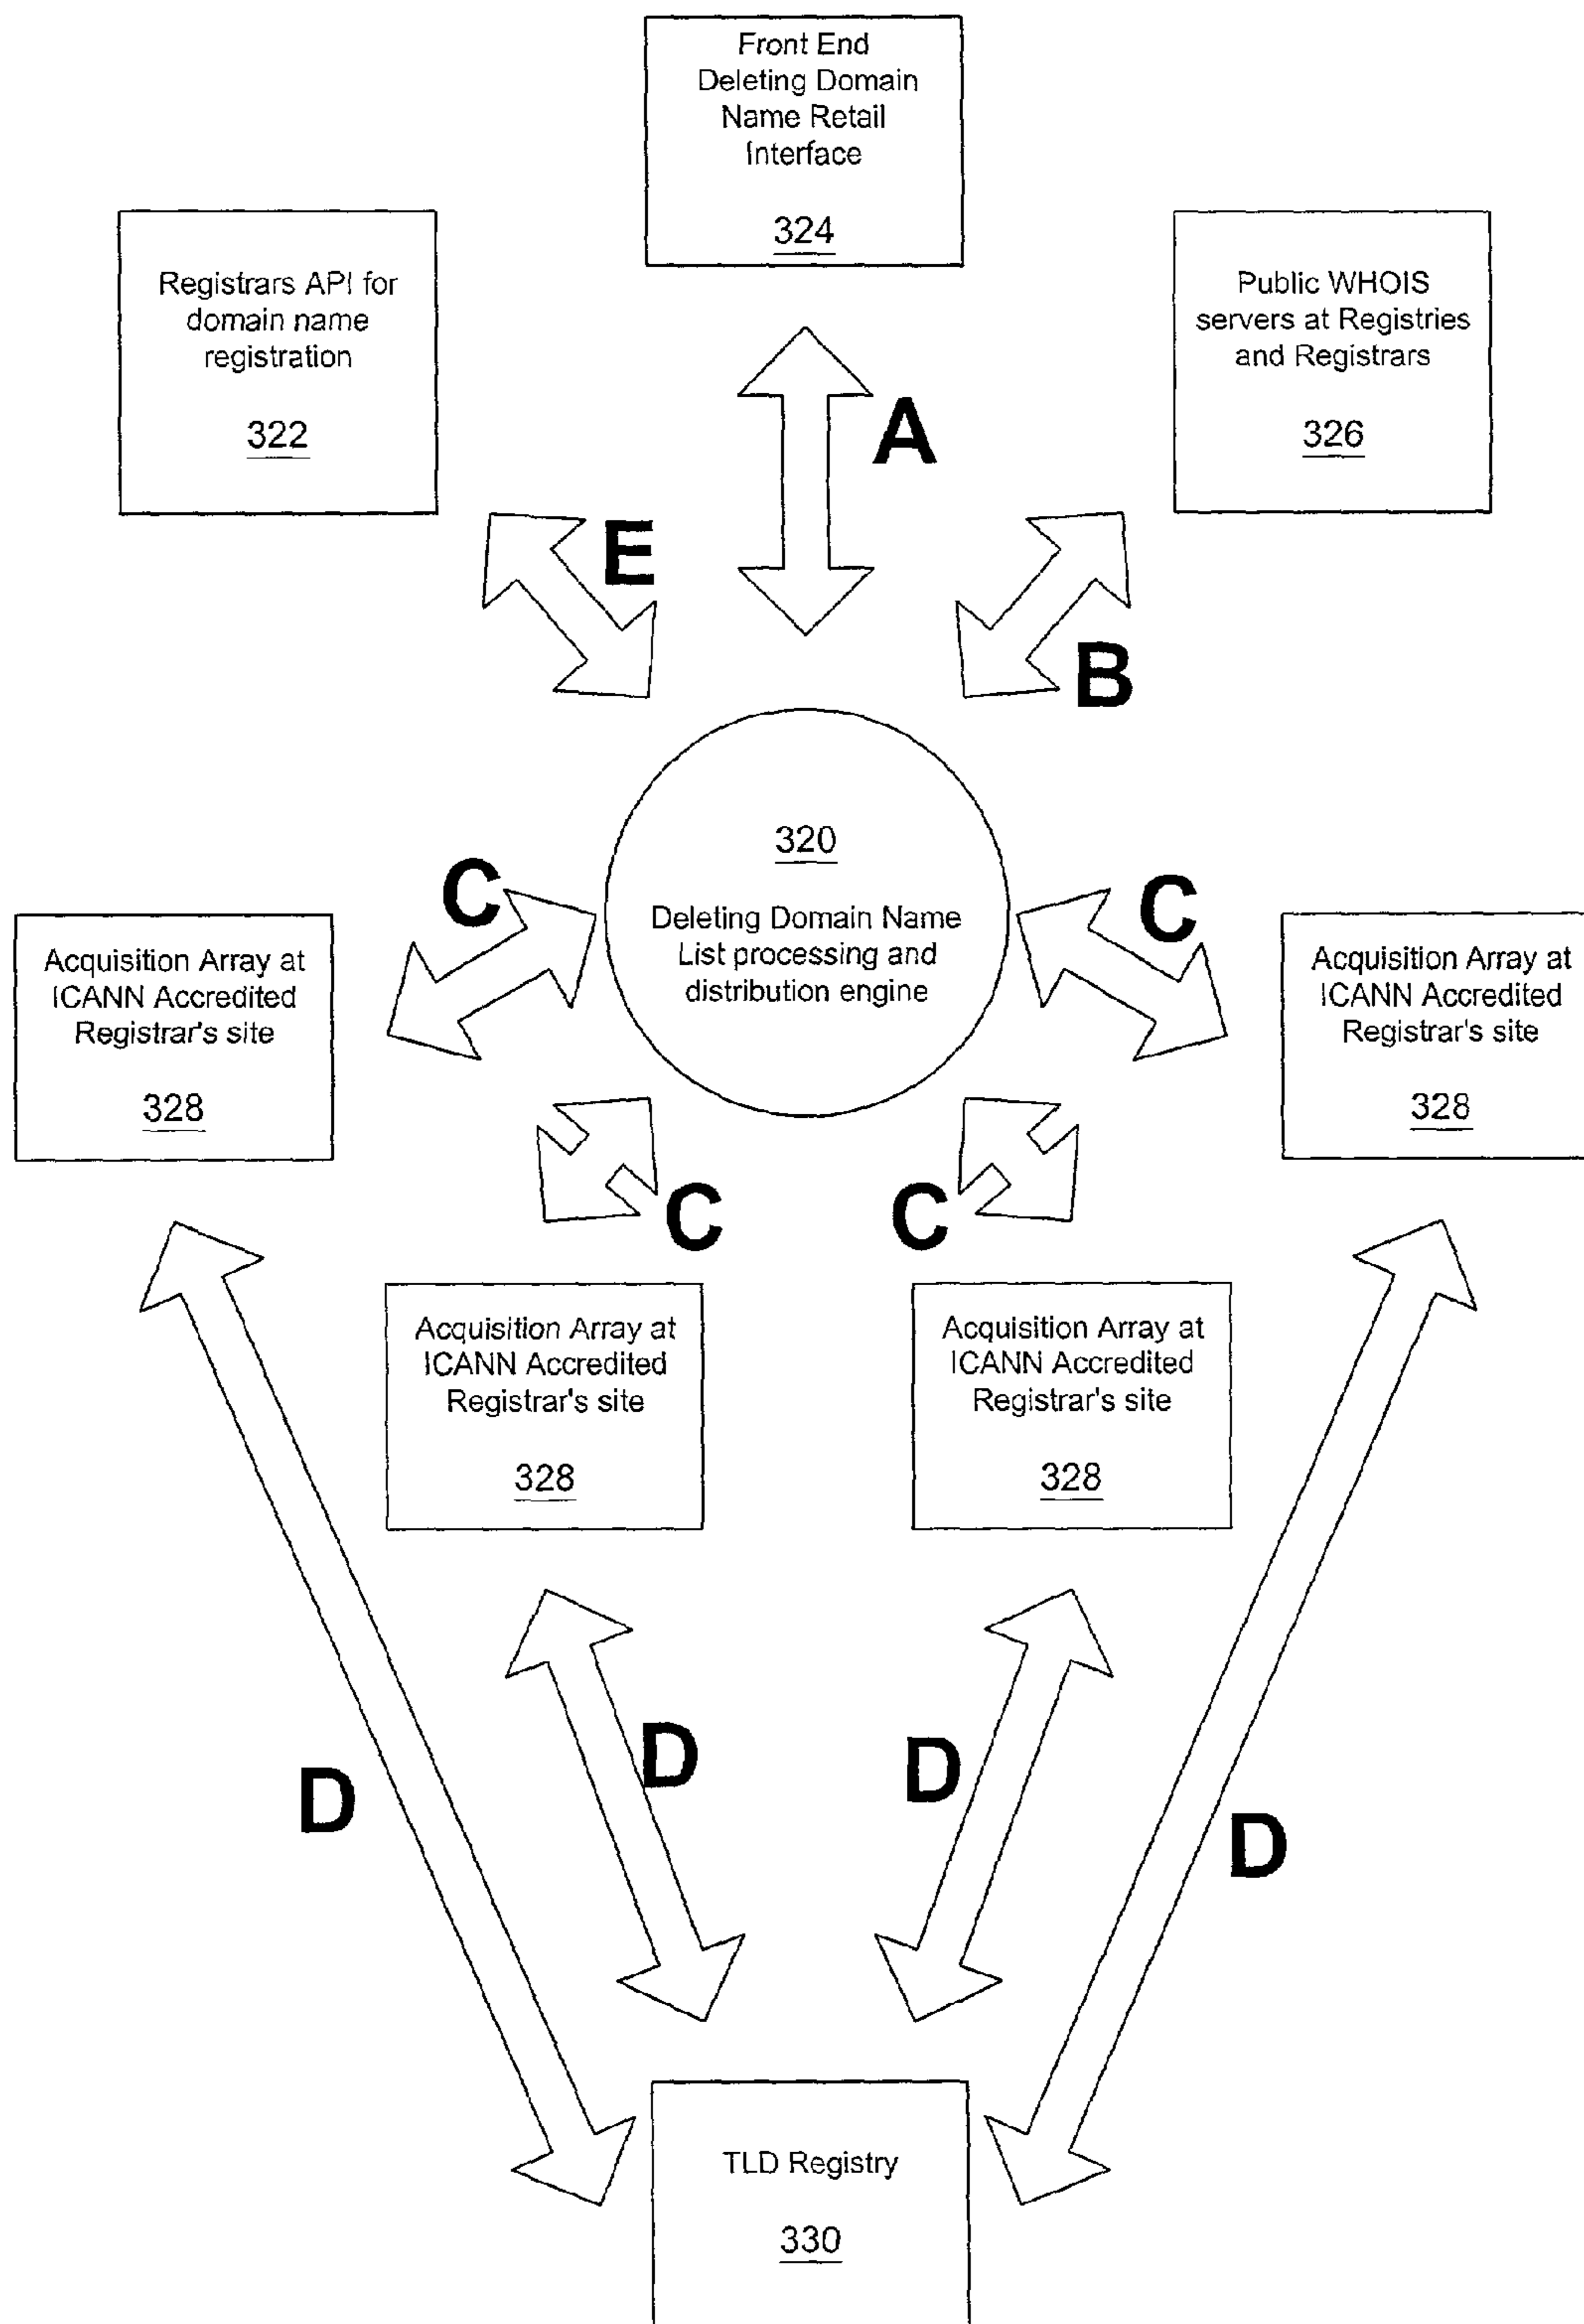 Front End
Deleting Domain
Name Retail
Interface
324
Registrars API for
domain name
registration
322
Public WHOIS
servers at Registries
and Registrars
326
A
E
B
320
Deleting Domain Name
List processing and
distribution engine
C
C
Acquisition Array at
ICANN Accredited
Registrar's site
328
Acquisition Array at
ICANN Accredited
Registrar's site
328
C
C
Acquisition Array at
ICANN Accredited
Registrar's site
328
Acquisition Array at
ICANN Accredited
Registrar's site
328
D
D
D
D
TLD Registry
330